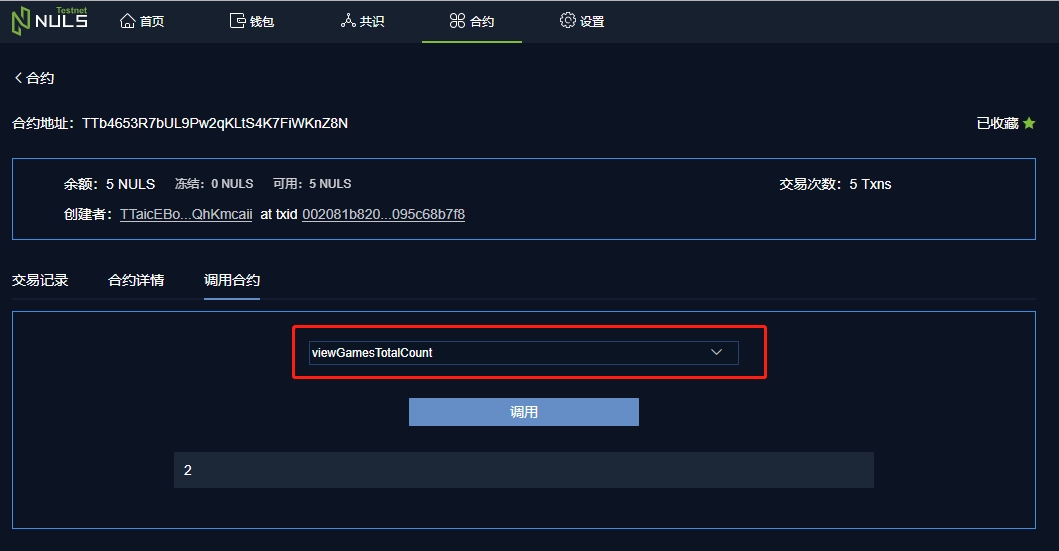 Testnet
NULS 首页 钱包 共识 合约 设置
合约
合约地址：TTb4653R7bUL9Pw2qKLtS4K7FiWKnZ8N 已收藏
余额：5 NULS 冻结：0 NULS 可用：5 NULS 交易次数：5 Txns
创建者：TTaicEBo...QhKmcaii at txid 002081b820...095c68b7f8
交易记录 合约详情 调用合约
viewGamesTotalCount
调用
2